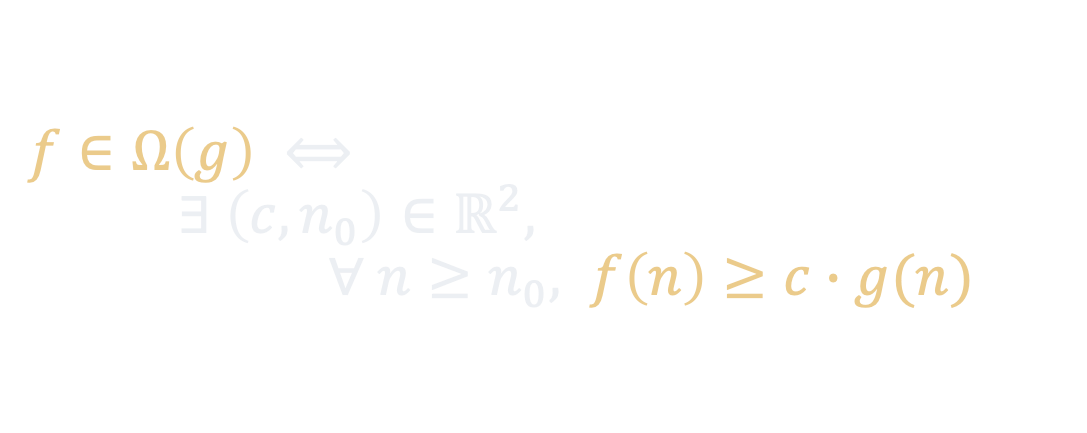 f ∈ Ω(g) ⇔
∃ (c, n₀) ∈ ℝ²,
∀ n ≥ n₀, f(n) ≥ c · g(n)